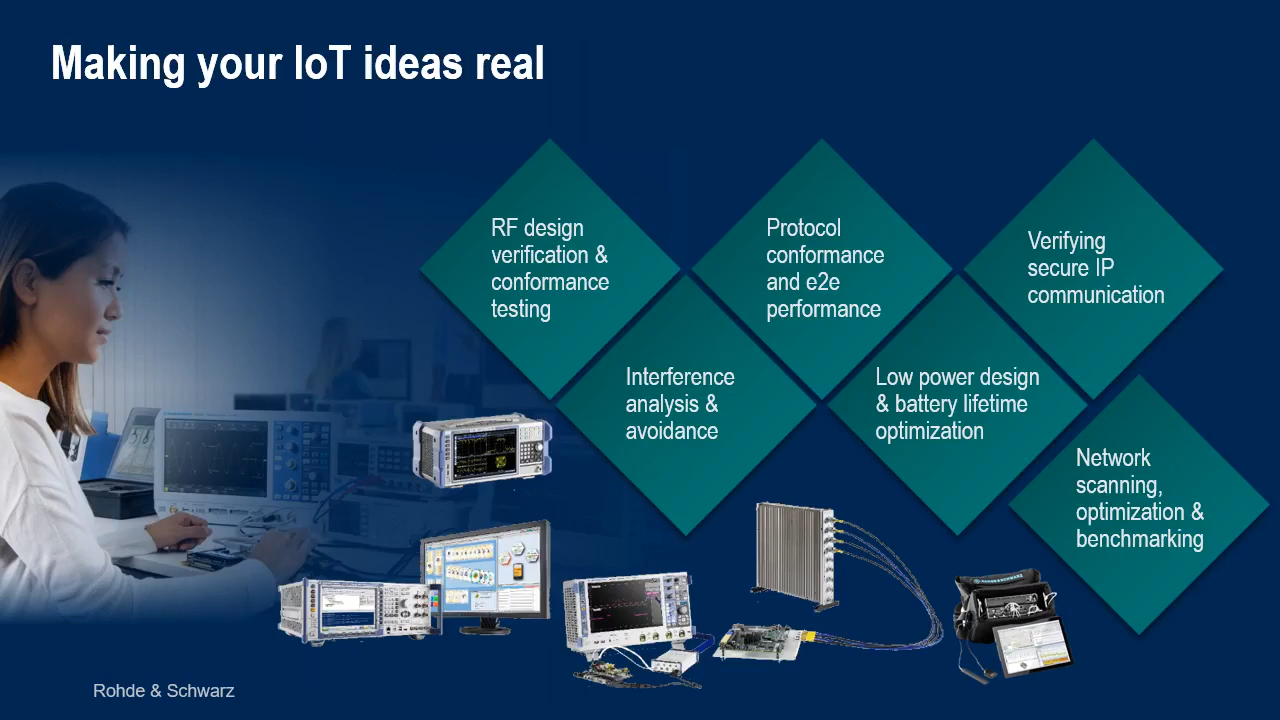 Making your IoT ideas real
RF design
verification &
conformance
testing
Protocol
conformance
and e2e
performance
Verifying
secure IP
communication
Interference
analysis &
avoidance
Low power design
& battery lifetime
optimization
Network
scanning,
optimization &
benchmarking
Rohde & Schwarz